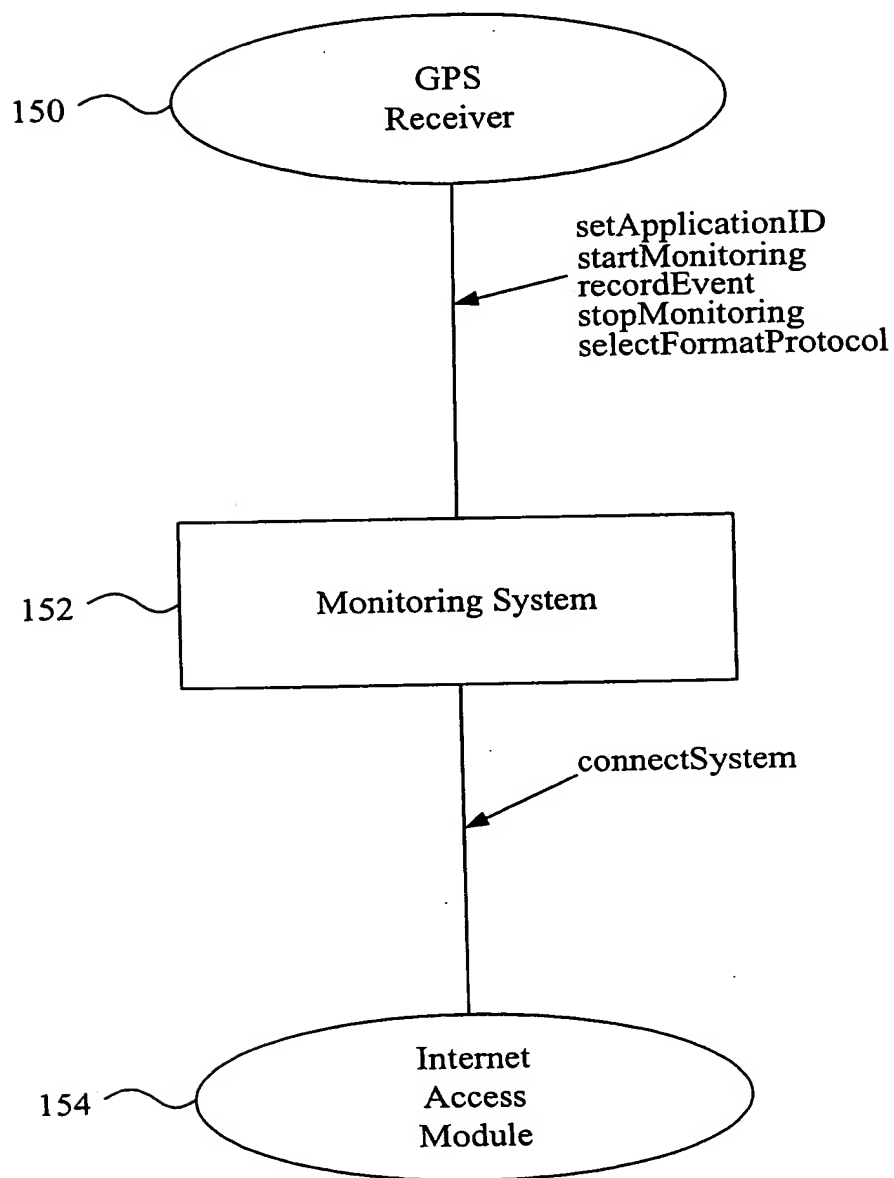 GPS
Receiver
150
setApplicationID
startMonitoring
recordEvent
stopMonitoring
selectFormatProtocol
152
Monitoring System
connectSystem
Internet
Access
Module
154